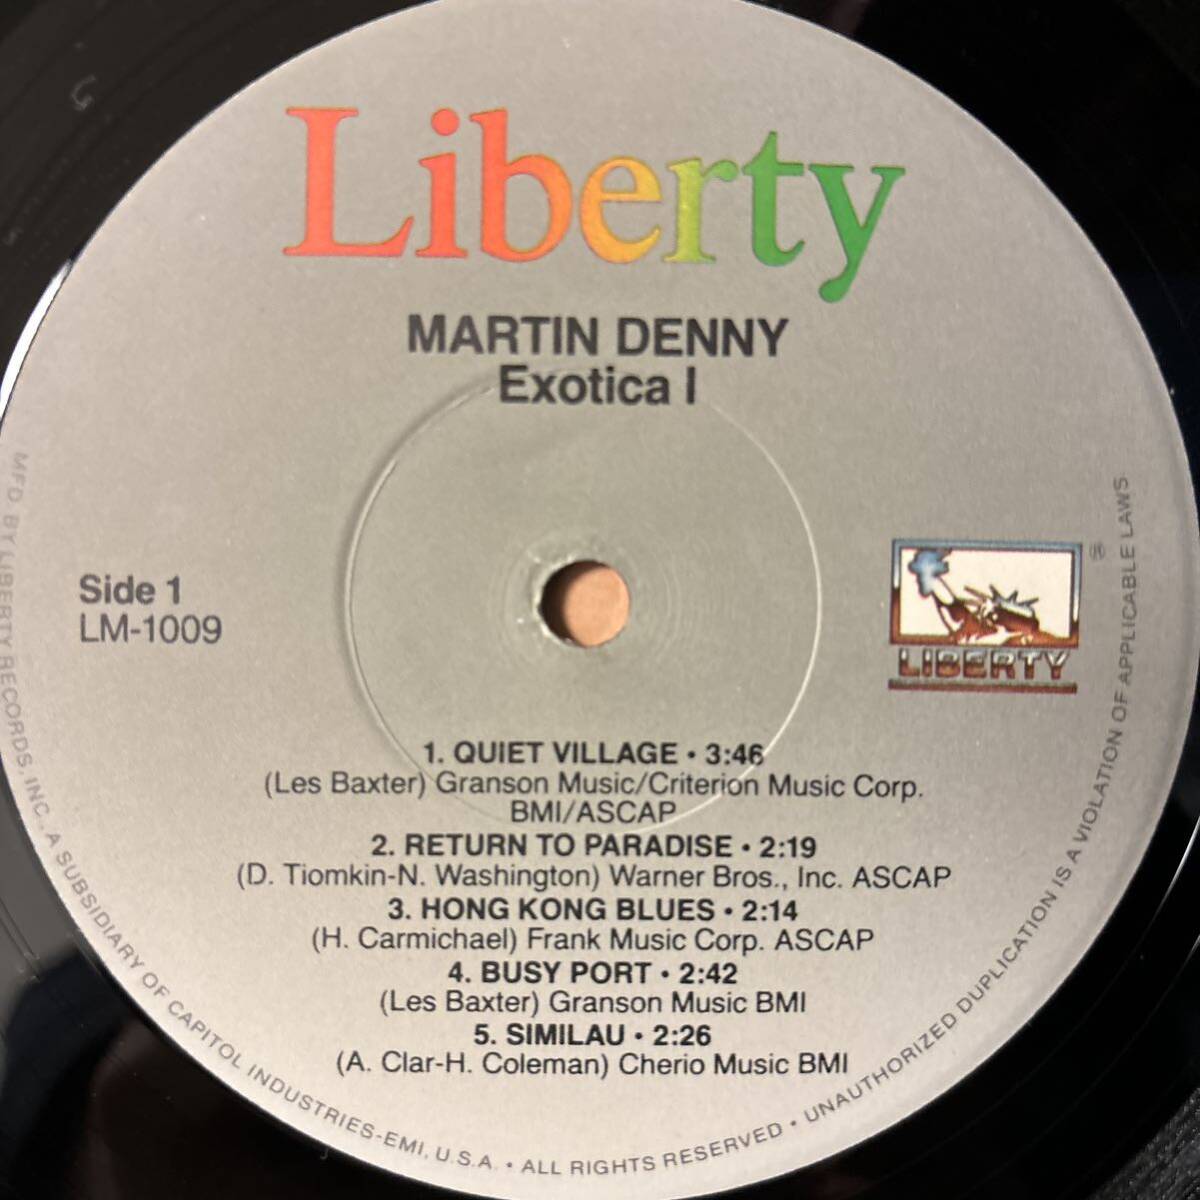 Liberty
MARTIN DENNY
Exotica I
Side 1
LM-1009
®
LIBERTY
1. QUIET VILLAGE • 3:46
(Les Baxter) Granson Music/Criterion Music Corp.
BMI/ASCAP
2. RETURN TO PARADISE • 2:19
(D. Tiomkin-N. Washington) Warner Bros., Inc. ASCAP
3. HONG KONG BLUES • 2:14
(H. Carmichael) Frank Music Corp. ASCAP
4. BUSY PORT • 2:42
(Les Baxter) Granson Music BMI
5. SIMILAU • 2:26
(A. Clar-H. Coleman) Cherio Music BMI
MFD. BY LIBERTY RECORDS, INC., A SUBSIDIARY OF CAPITOL INDUSTRIES-EMI, U.S.A. • ALL RIGHTS RESERVED • UNAUTHORIZED DUPLICATION IS A VIOLATION OF APPLICABLE LAWS